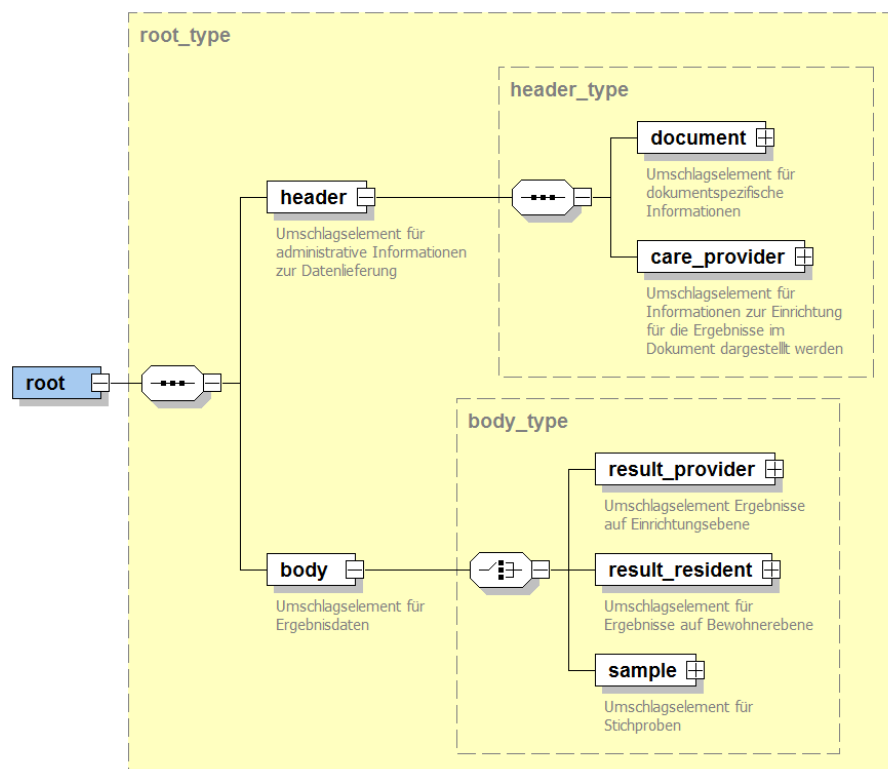 root_type
header_type
document
Umschlagselement für
dokumentspezifische
Informationen
header
Umschlagselement für
administrative Informationen
zur Datenlieferung
care_provider
Umschlagselement für
Informationen zur Einrichtung
für die Ergebnisse im
Dokument dargestellt werden
root
body_type
result_provider
Umschlagselement Ergebnisse
auf Einrichtungsebene
body
Umschlagselement für
Ergebnisdaten
result_resident
Umschlagselement für
Ergebnisse auf Bewohnerebene
sample
Umschlagselement für
Stichproben